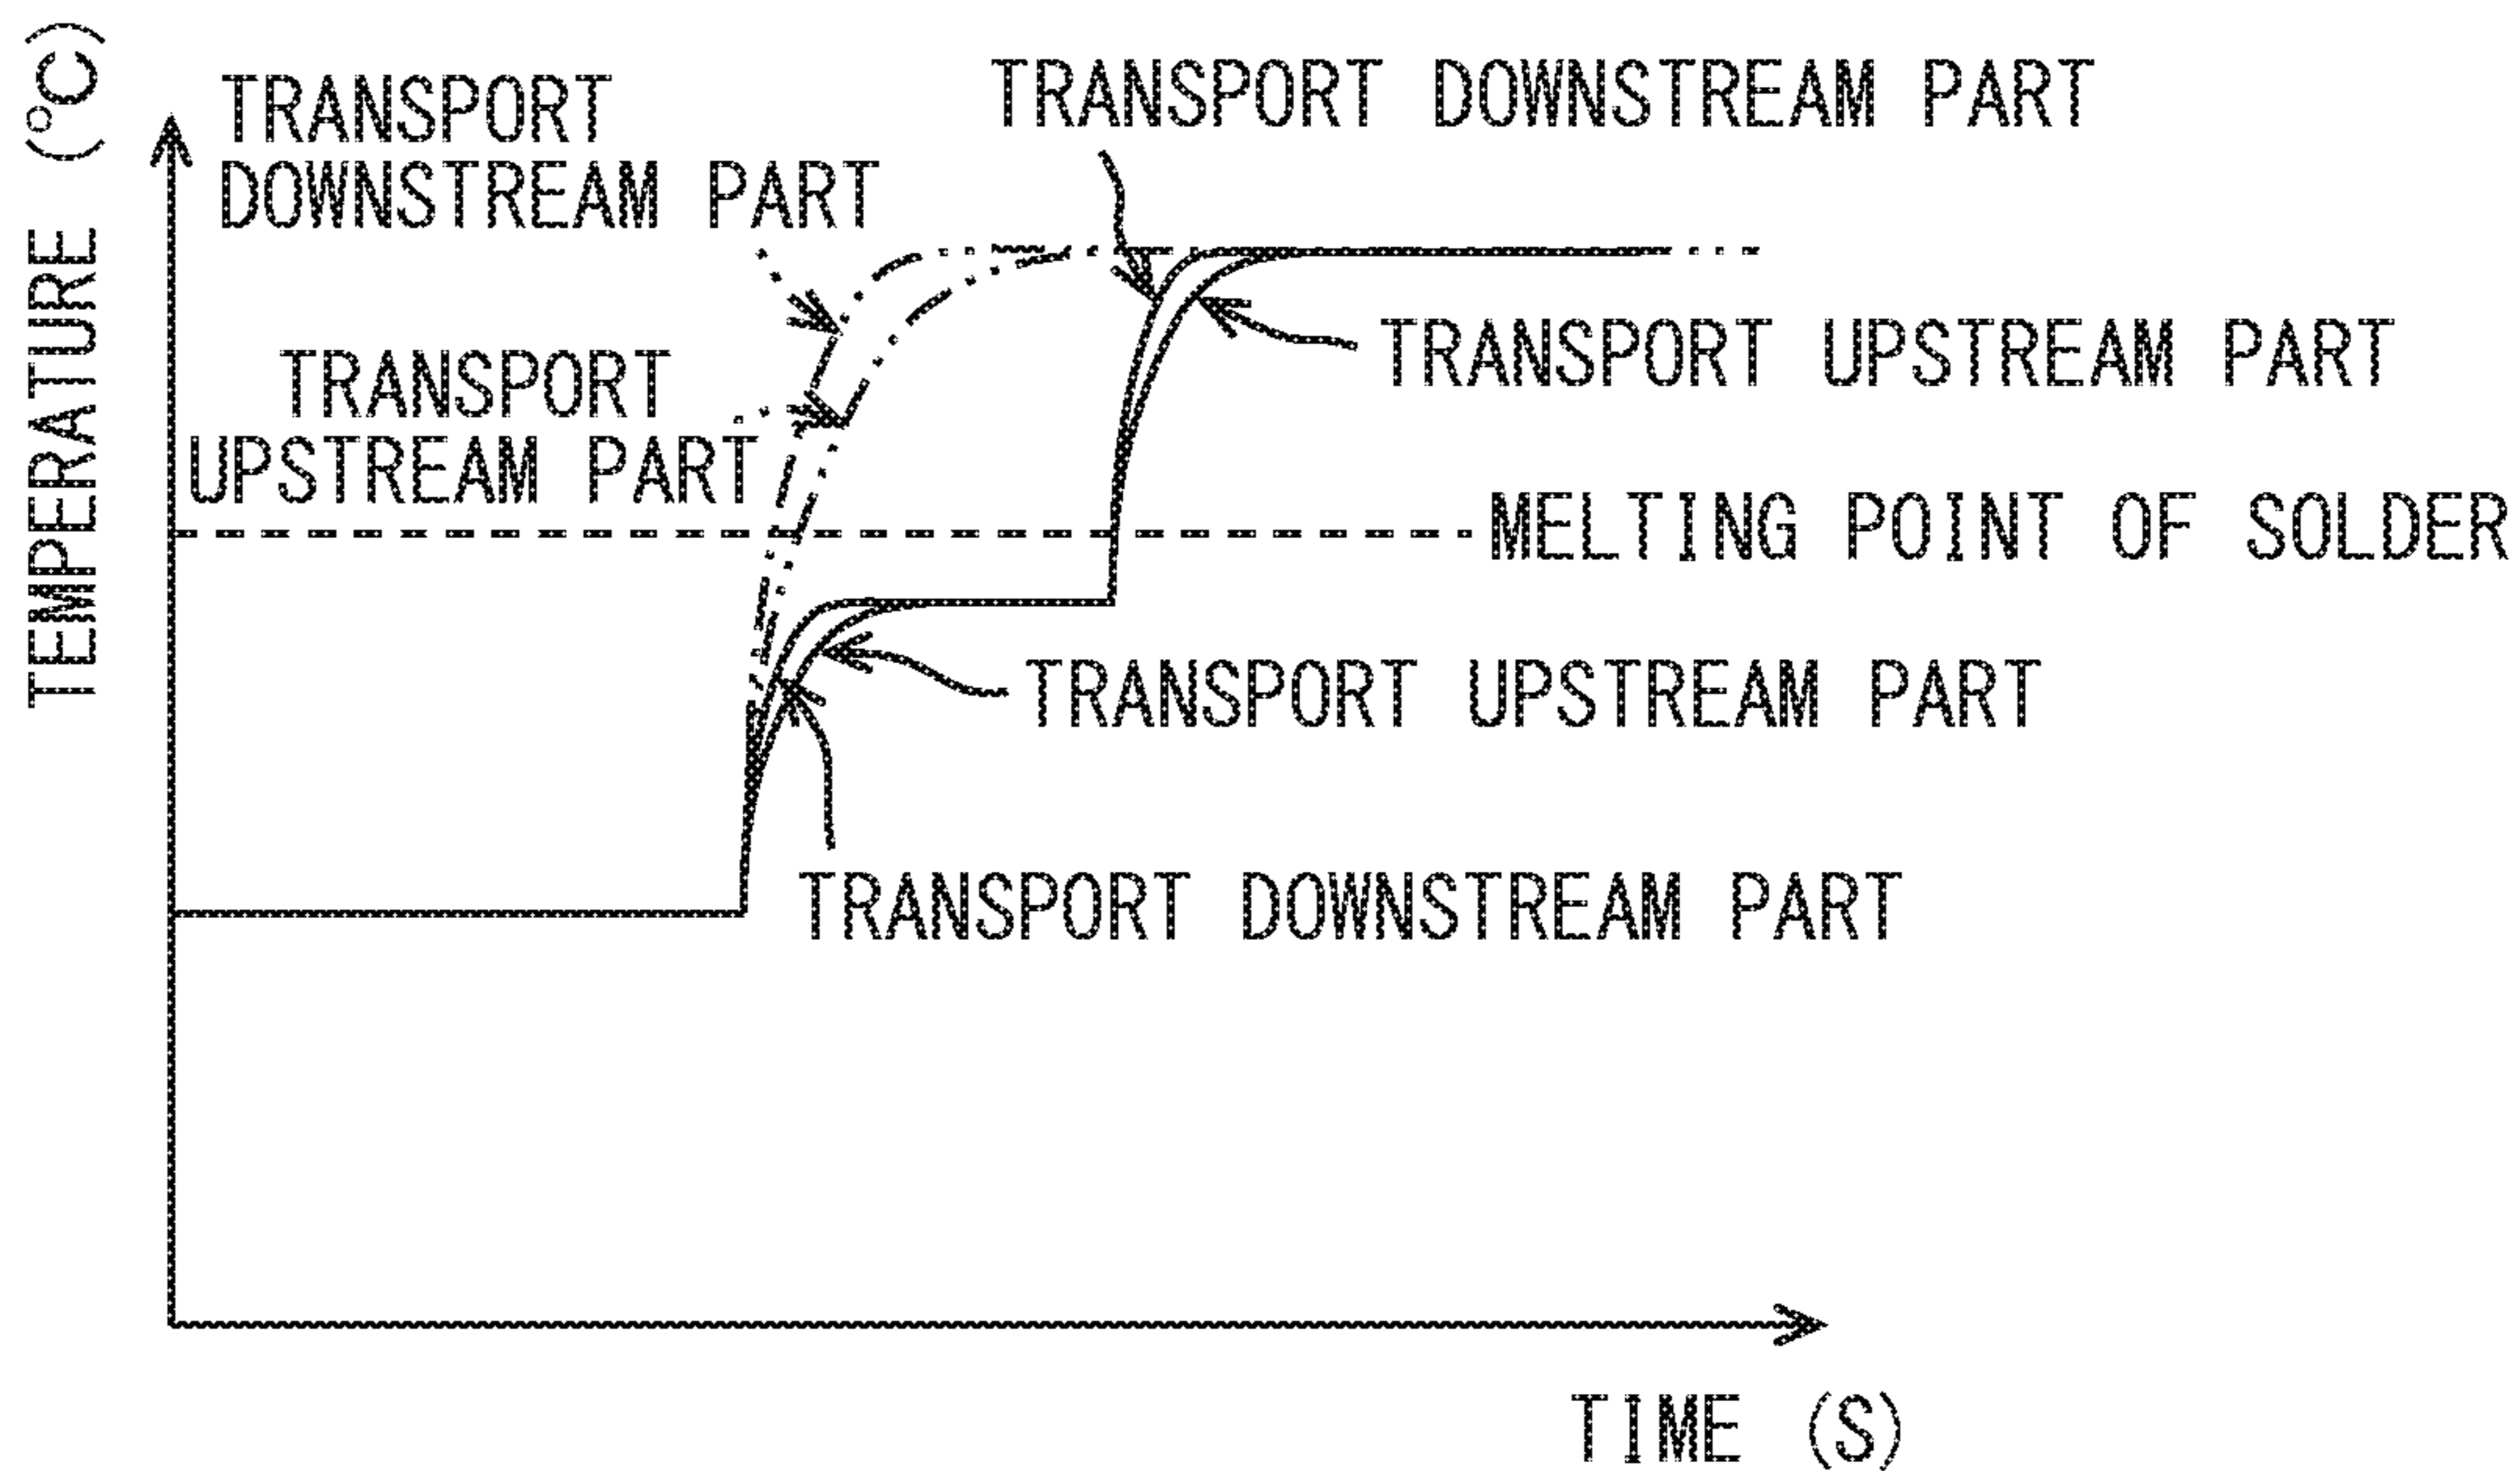 TEMPERATURE (°C)
TRANSPORT
DOWNSTREAM PART
TRANSPORT DOWNSTREAM PART
TRANSPORT
UPSTREAM PART
TRANSPORT UPSTREAM PART
MELTING POINT OF SOLDER
TRANSPORT UPSTREAM PART
TRANSPORT DOWNSTREAM PART
TIME (S)